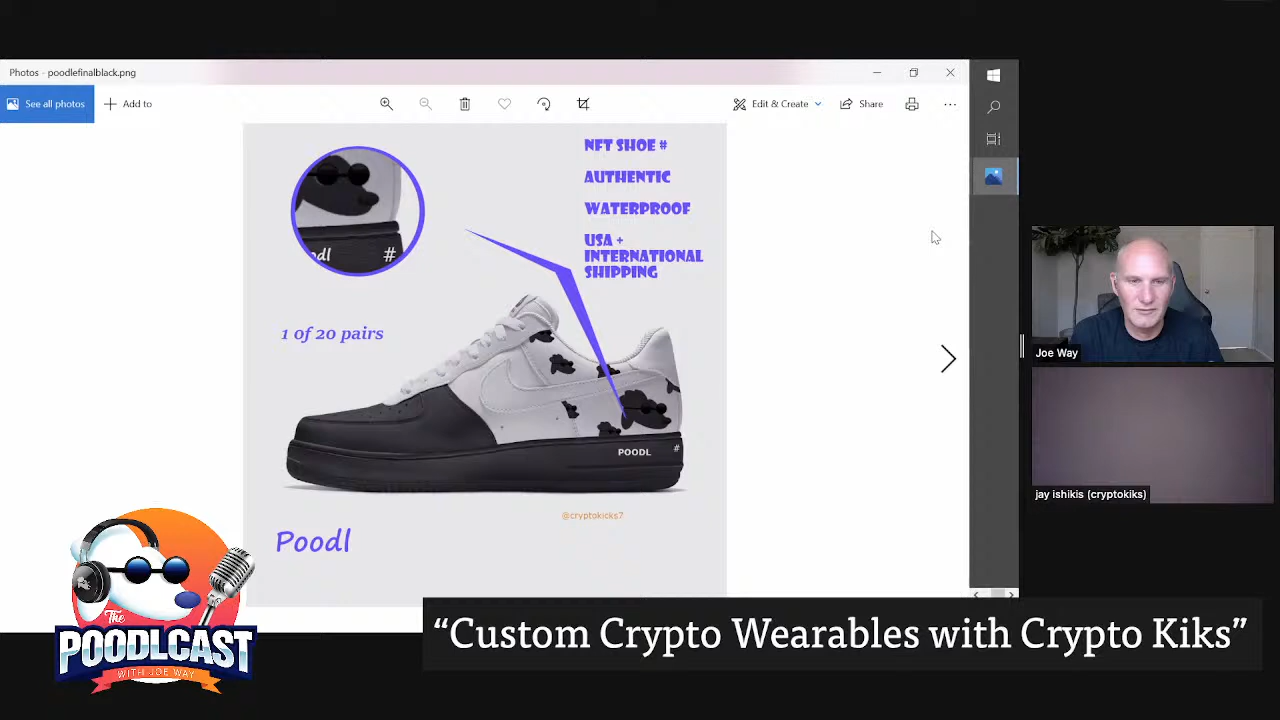 Photos - poodlefinalblack.png
See all photos
Add to
Edit & Create
Share
NFT SHOE #
AUTHENTIC
WATERPROOF
USA +
INTERNATIONAL
SHIPPING
odl #
1 of 20 pairs
POODL #
@cryptokicks7
Poodl
Joe Way
jay ishikis (cryptokiks)
The
POODLCAST
WITH JOE WAY
“Custom Crypto Wearables with Crypto Kiks”